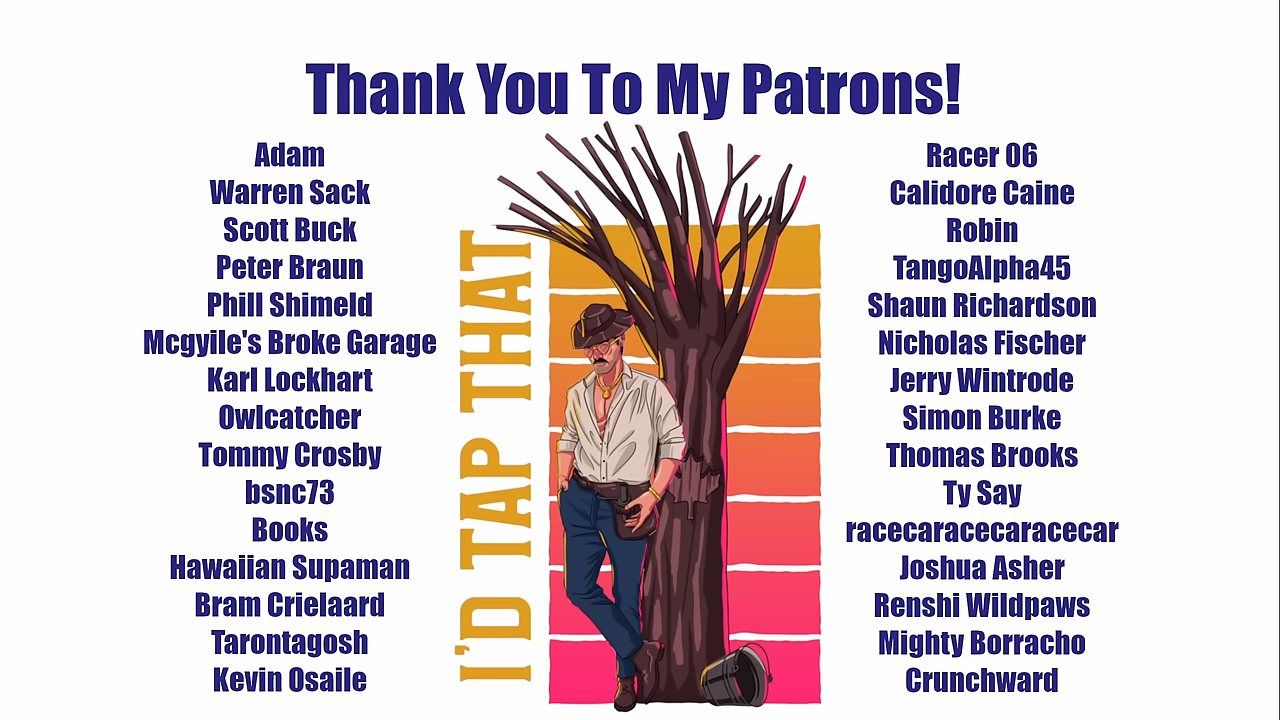 Thank You To My Patrons!
Adam
Warren Sack
Scott Buck
Peter Braun
Phill Shimeld
Mcgyile's Broke Garage
Karl Lockhart
Owlcatcher
Tommy Crosby
bsnc73
Books
Hawaiian Supaman
Bram Crielaard
Tarontagosh
Kevin Osaile
I'D TAP THAT
Racer 06
Calidore Caine
Robin
TangoAlpha45
Shaun Richardson
Nicholas Fischer
Jerry Wintrode
Simon Burke
Thomas Brooks
Ty Say
racecaracecaracecar
Joshua Asher
Renshi Wildpaws
Mighty Borracho
Crunchward